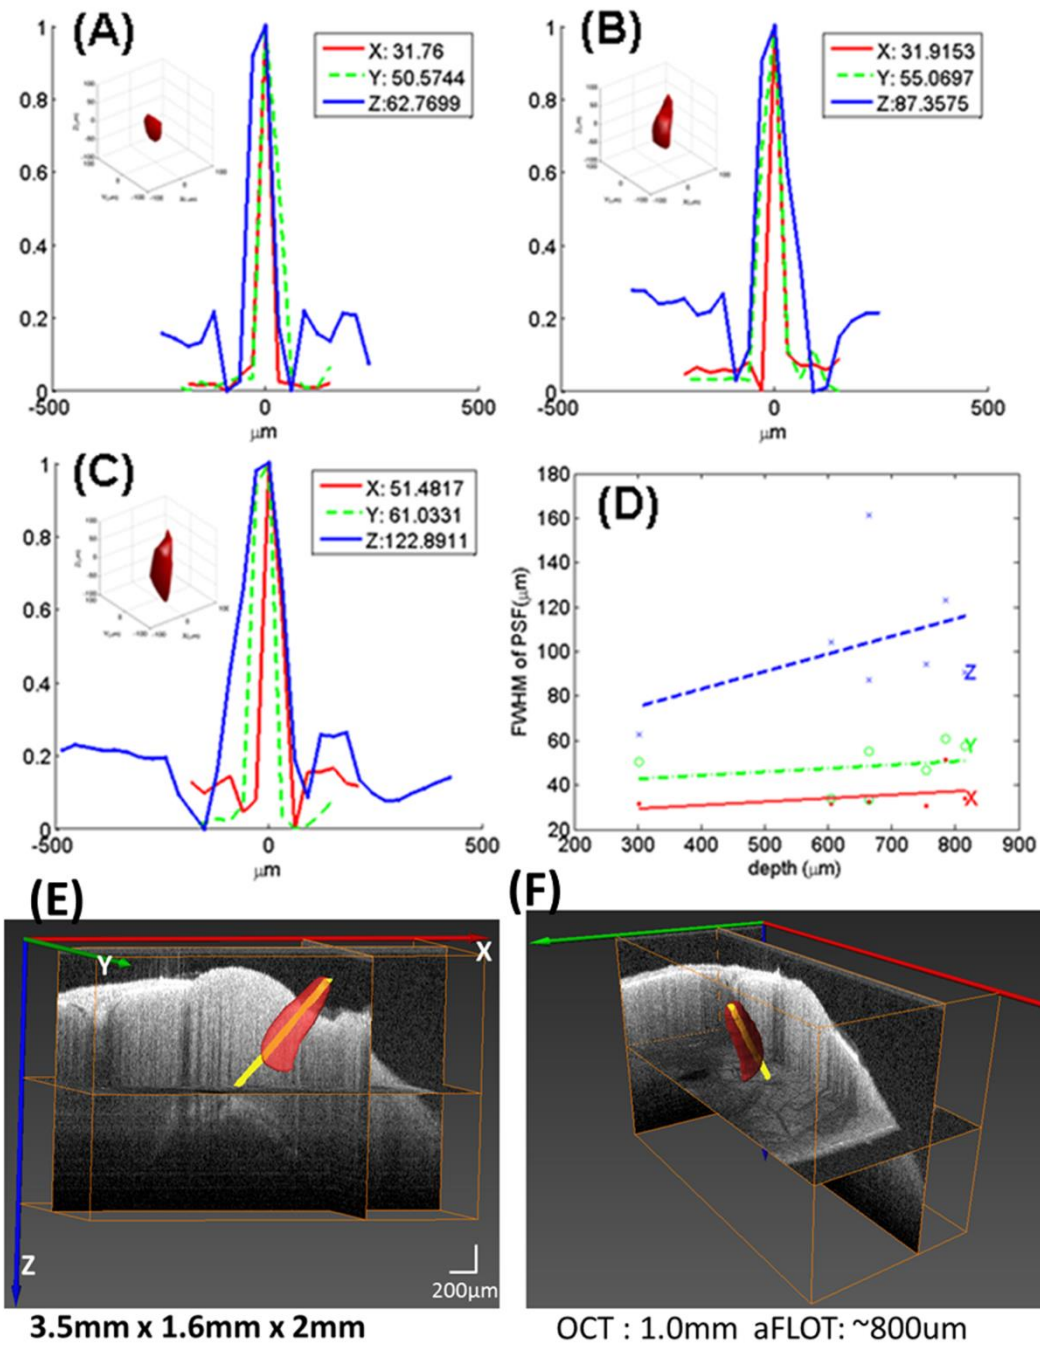 (A)
X: 31.76
Y: 50.5744
Z:62.7699
1
0.8
0.6
0.4
0.2
0
-500
0
500
μm
(B)
X: 31.9153
Y: 55.0697
Z:87.3575
1
0.8
0.6
0.4
0.2
0
-500
0
500
μm
(C)
X: 51.4817
Y: 61.0331
Z:122.8911
1
0.8
0.6
0.4
0.2
0
-500
0
500
μm
(D)
FWHM of PSF(μm)
180
160
140
120
100
80
60
40
20
Z
Y
X
200 300 400 500 600 700 800 900
depth (μm)
(E)
X
Y
Z
200μm
3.5mm x 1.6mm x 2mm
(F)
OCT : 1.0mm aFLOT: ~800um